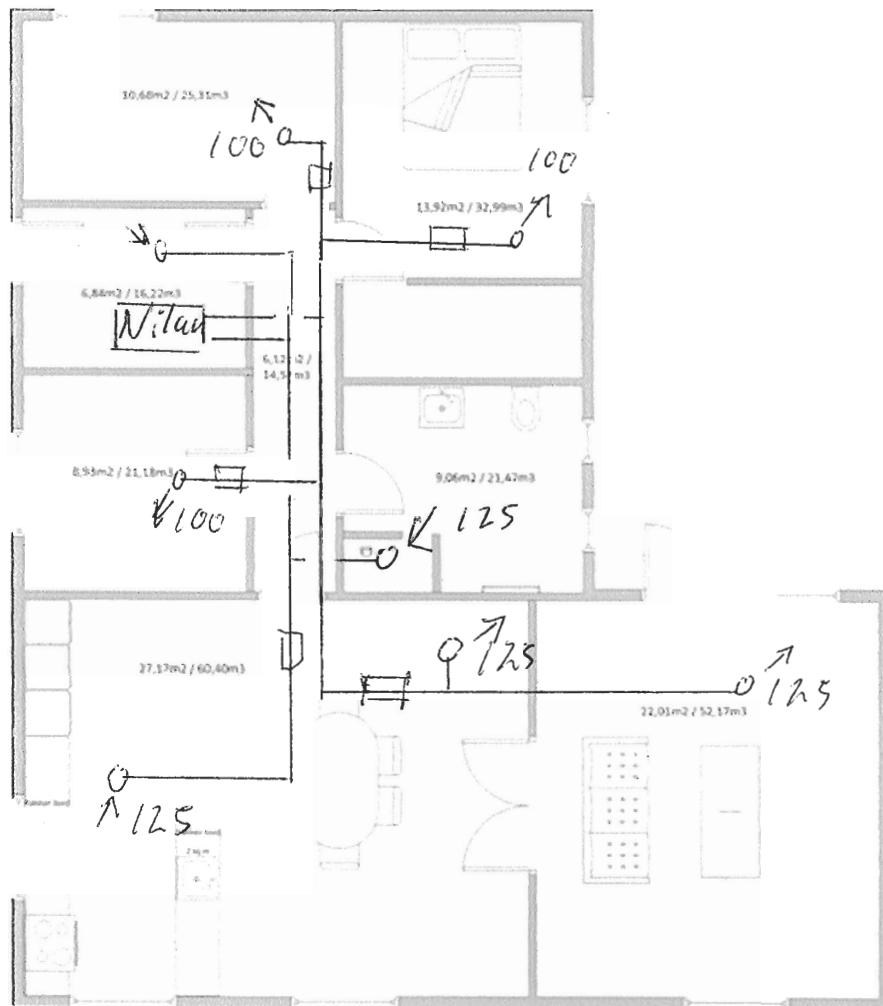 10,68m2 / 25,31m3
100
100
13,92m2 / 32,99m3
6,84m2 / 16,22m3
Nilan
6,12m2 /
14,5 m3
8,93m2 / 21,18m3
9,06m2 / 21,47m3
100
125
27,17m2 / 60,40m3
125
125
22,01m2 / 52,17m3
125